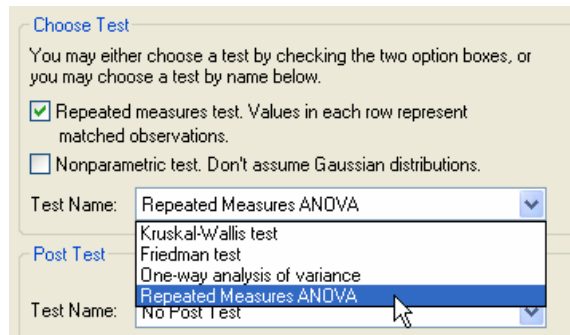 Choose Test
You may either choose a test by checking the two option boxes, or
you may choose a test by name below.
Repeated measures test. Values in each row represent
matched observations.
Nonparametric test. Don't assume Gaussian distributions.
Test Name: Repeated Measures ANOVA
Kruskal-Wallis test
Friedman test
One-way analysis of variance
Repeated Measures ANOVA
Post Test
Test Name: No Post Test